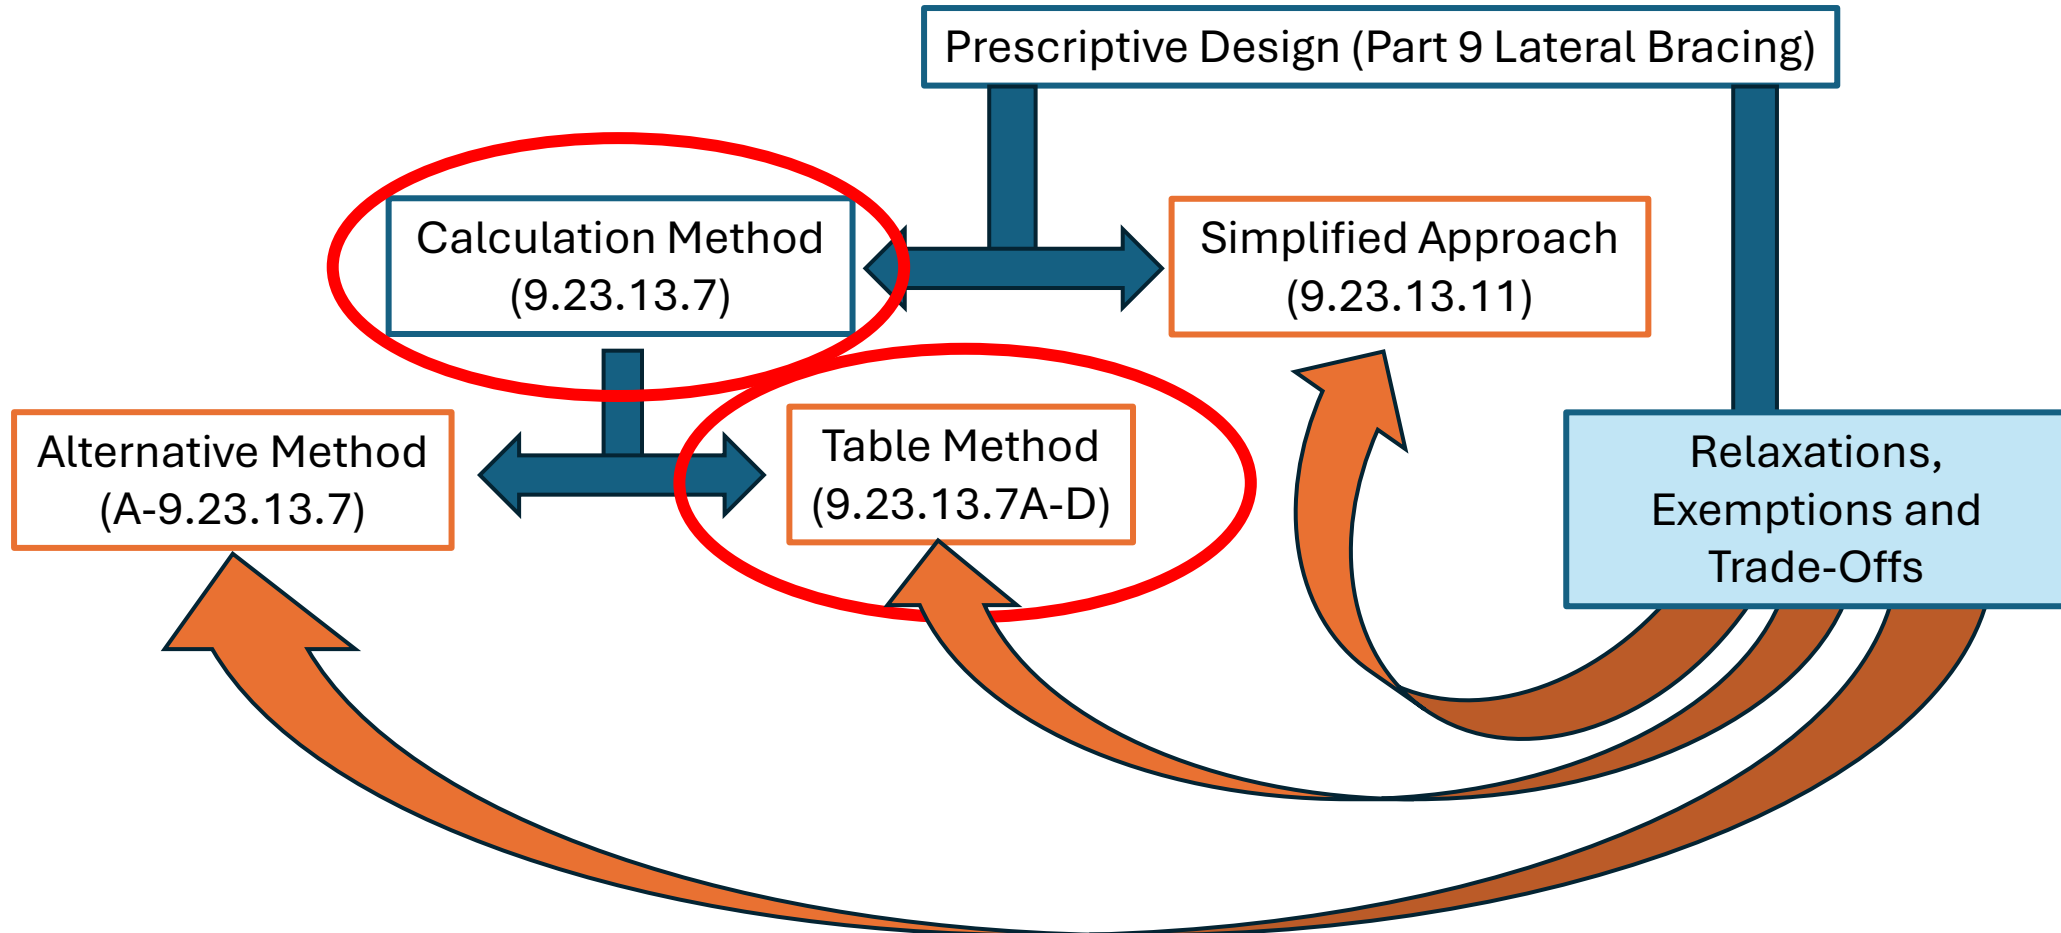 Prescriptive Design (Part 9 Lateral Bracing)
Calculation Method
(9.23.13.7)
Simplified Approach
(9.23.13.11)
Alternative Method
(A-9.23.13.7)
Table Method
(9.23.13.7A-D)
Relaxations,
Exemptions and
Trade-Offs